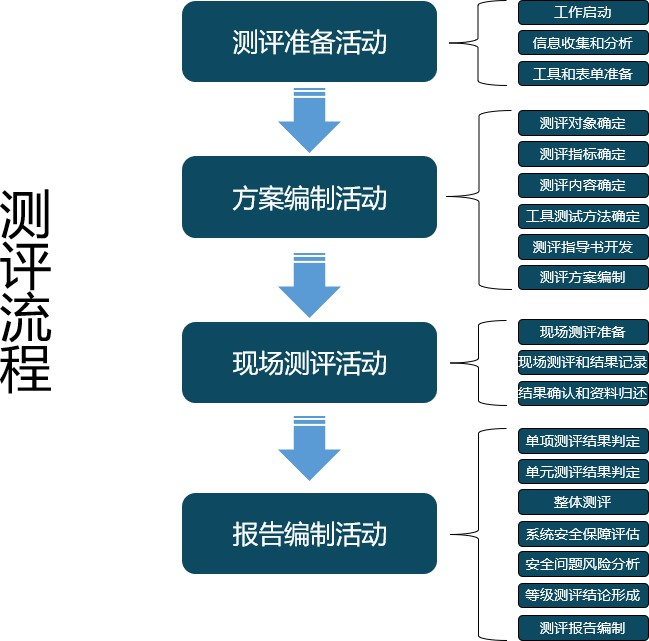 测评流程
测评准备活动
工作启动
信息收集和分析
工具和表单准备
方案编制活动
测评对象确定
测评指标确定
测评内容确定
工具测试方法确定
测评指导书开发
测评方案编制
现场测评活动
现场测评准备
现场测评和结果记录
结果确认和资料归还
报告编制活动
单项测评结果判定
单元测评结果判定
整体测评
系统安全保障评估
安全问题风险分析
等级测评结论形成
测评报告编制